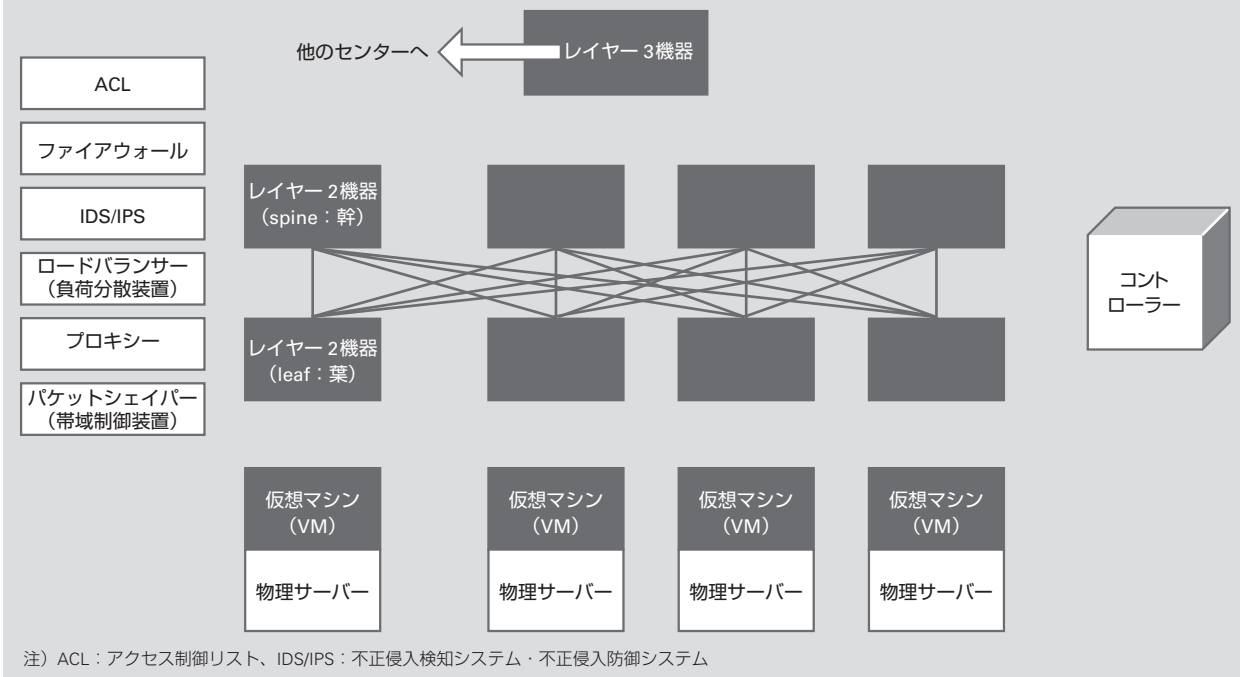 他のセンターへ
レイヤー3機器
ACL
ファイアウォール
IDS/IPS
ロードバランサー
（負荷分散装置）
プロキシー
パケットシェイパー
（帯域制御装置）
レイヤー2機器
（spine：幹）
レイヤー2機器
（leaf：葉）
コント
ローラー
仮想マシン
（VM）
仮想マシン
（VM）
仮想マシン
（VM）
仮想マシン
（VM）
物理サーバー
物理サーバー
物理サーバー
物理サーバー
注）ACL：アクセス制御リスト、IDS/IPS：不正侵入検知システム・不正侵入防御システム